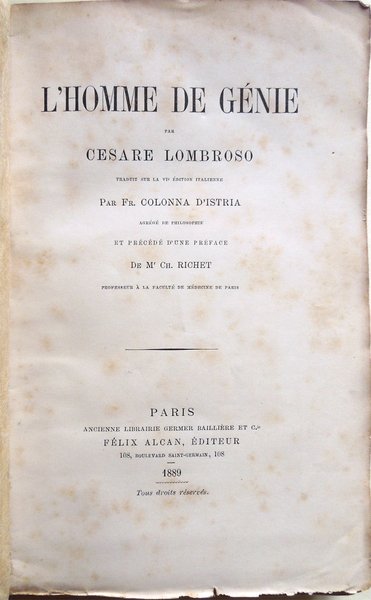 L'HOMME DE GÉNIE
PAR
CESARE LOMBROSO
TRADUIT SUR LA VIe ÉDITION ITALIENNE
PAR FR. COLONNA D'ISTRIA
AGRÉGÉ DE PHILOSOPHIE
ET PRÉCÉDÉ D'UNE PRÉFACE
DE Mr CH. RICHET
PROFESSEUR À LA FACULTÉ DE MÉDECINE DE PARIS
PARIS
ANCIENNE LIBRAIRIE GERMER BAILLIÈRE ET C.ie
FÉLIX ALCAN, ÉDITEUR
108, BOULEVARD SAINT-GERMAIN, 108
1889
Tous droits réservés.